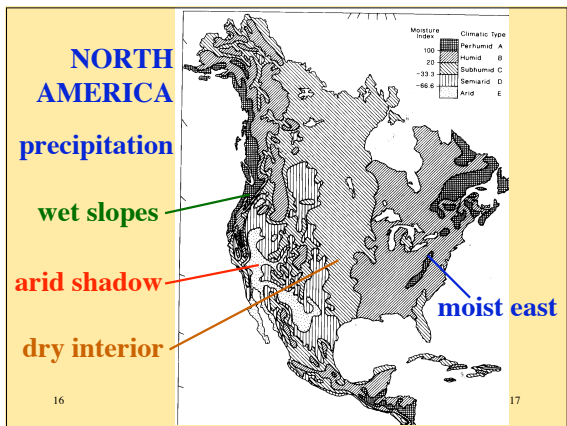 NORTH
AMERICA
precipitation
wet slopes
arid shadow
dry interior
moist east
Moisture
Index
Climatic Type
100
20
-33.3
-66.6
Perhumid A
Humid B
Subhumid C
Semiarid D
Arid E
16
17